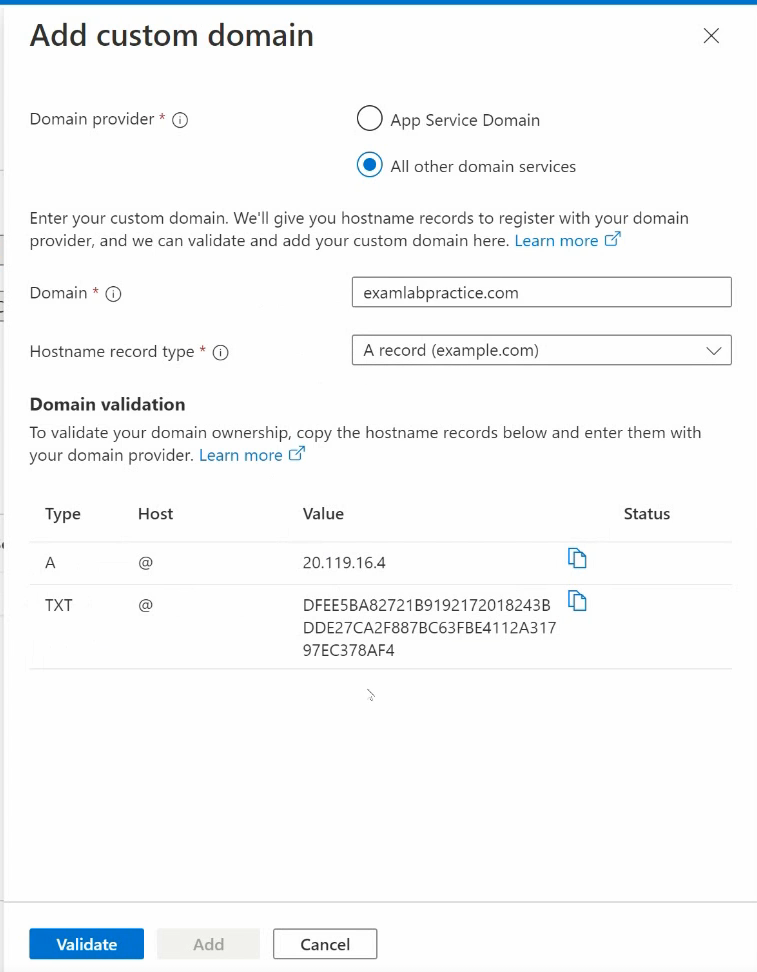 Add custom domain
Domain provider *
App Service Domain
All other domain services
Enter your custom domain. We'll give you hostname records to register with your domain
provider, and we can validate and add your custom domain here. Learn more
Domain *
examlabpractice.com
Hostname record type *
A record (example.com)
Domain validation
To validate your domain ownership, copy the hostname records below and enter them with
your domain provider. Learn more
Type Host Value Status
A @ 20.119.16.4
TXT @ DFEE5BA82721B9192172018243B
DDE27CA2F887BC63FBE4112A317
97EC378AF4
Validate Add Cancel